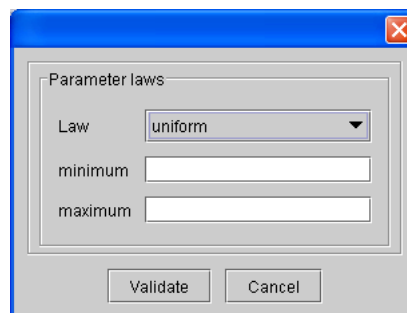 Parameter laws
Law uniform
minimum
maximum
Validate Cancel